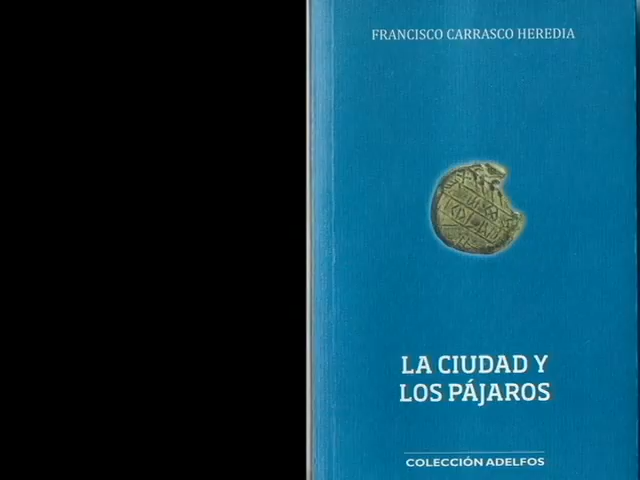 FRANCISCO CARRASCO HEREDIA
LA CIUDAD Y
LOS PÁJAROS
COLECCIÓN ADELFOS